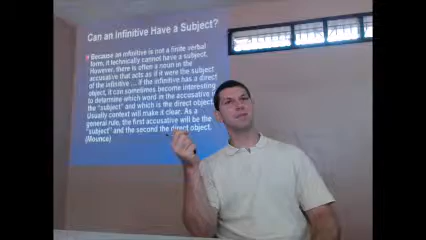 Can an Infinitive Have a Subject?
Because an infinitive is not a finite verbal
form, it technically cannot have a subject.
However, there is often a noun in the
accusative that acts as if it were the subject
of the infinitive ... if the infinitive has a direct
object, it can sometimes become interesting
to determine which word in the accusative is
the "subject" and which is the direct object.
Usually context will make it clear. As a
general rule, the first accusative will be the
"subject" and the second the direct object.
(Mounce)